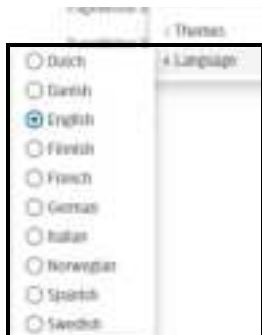 Themes
Language
Dutch
Danish
English
Finnish
French
German
Italian
Norwegian
Spanish
Swedish